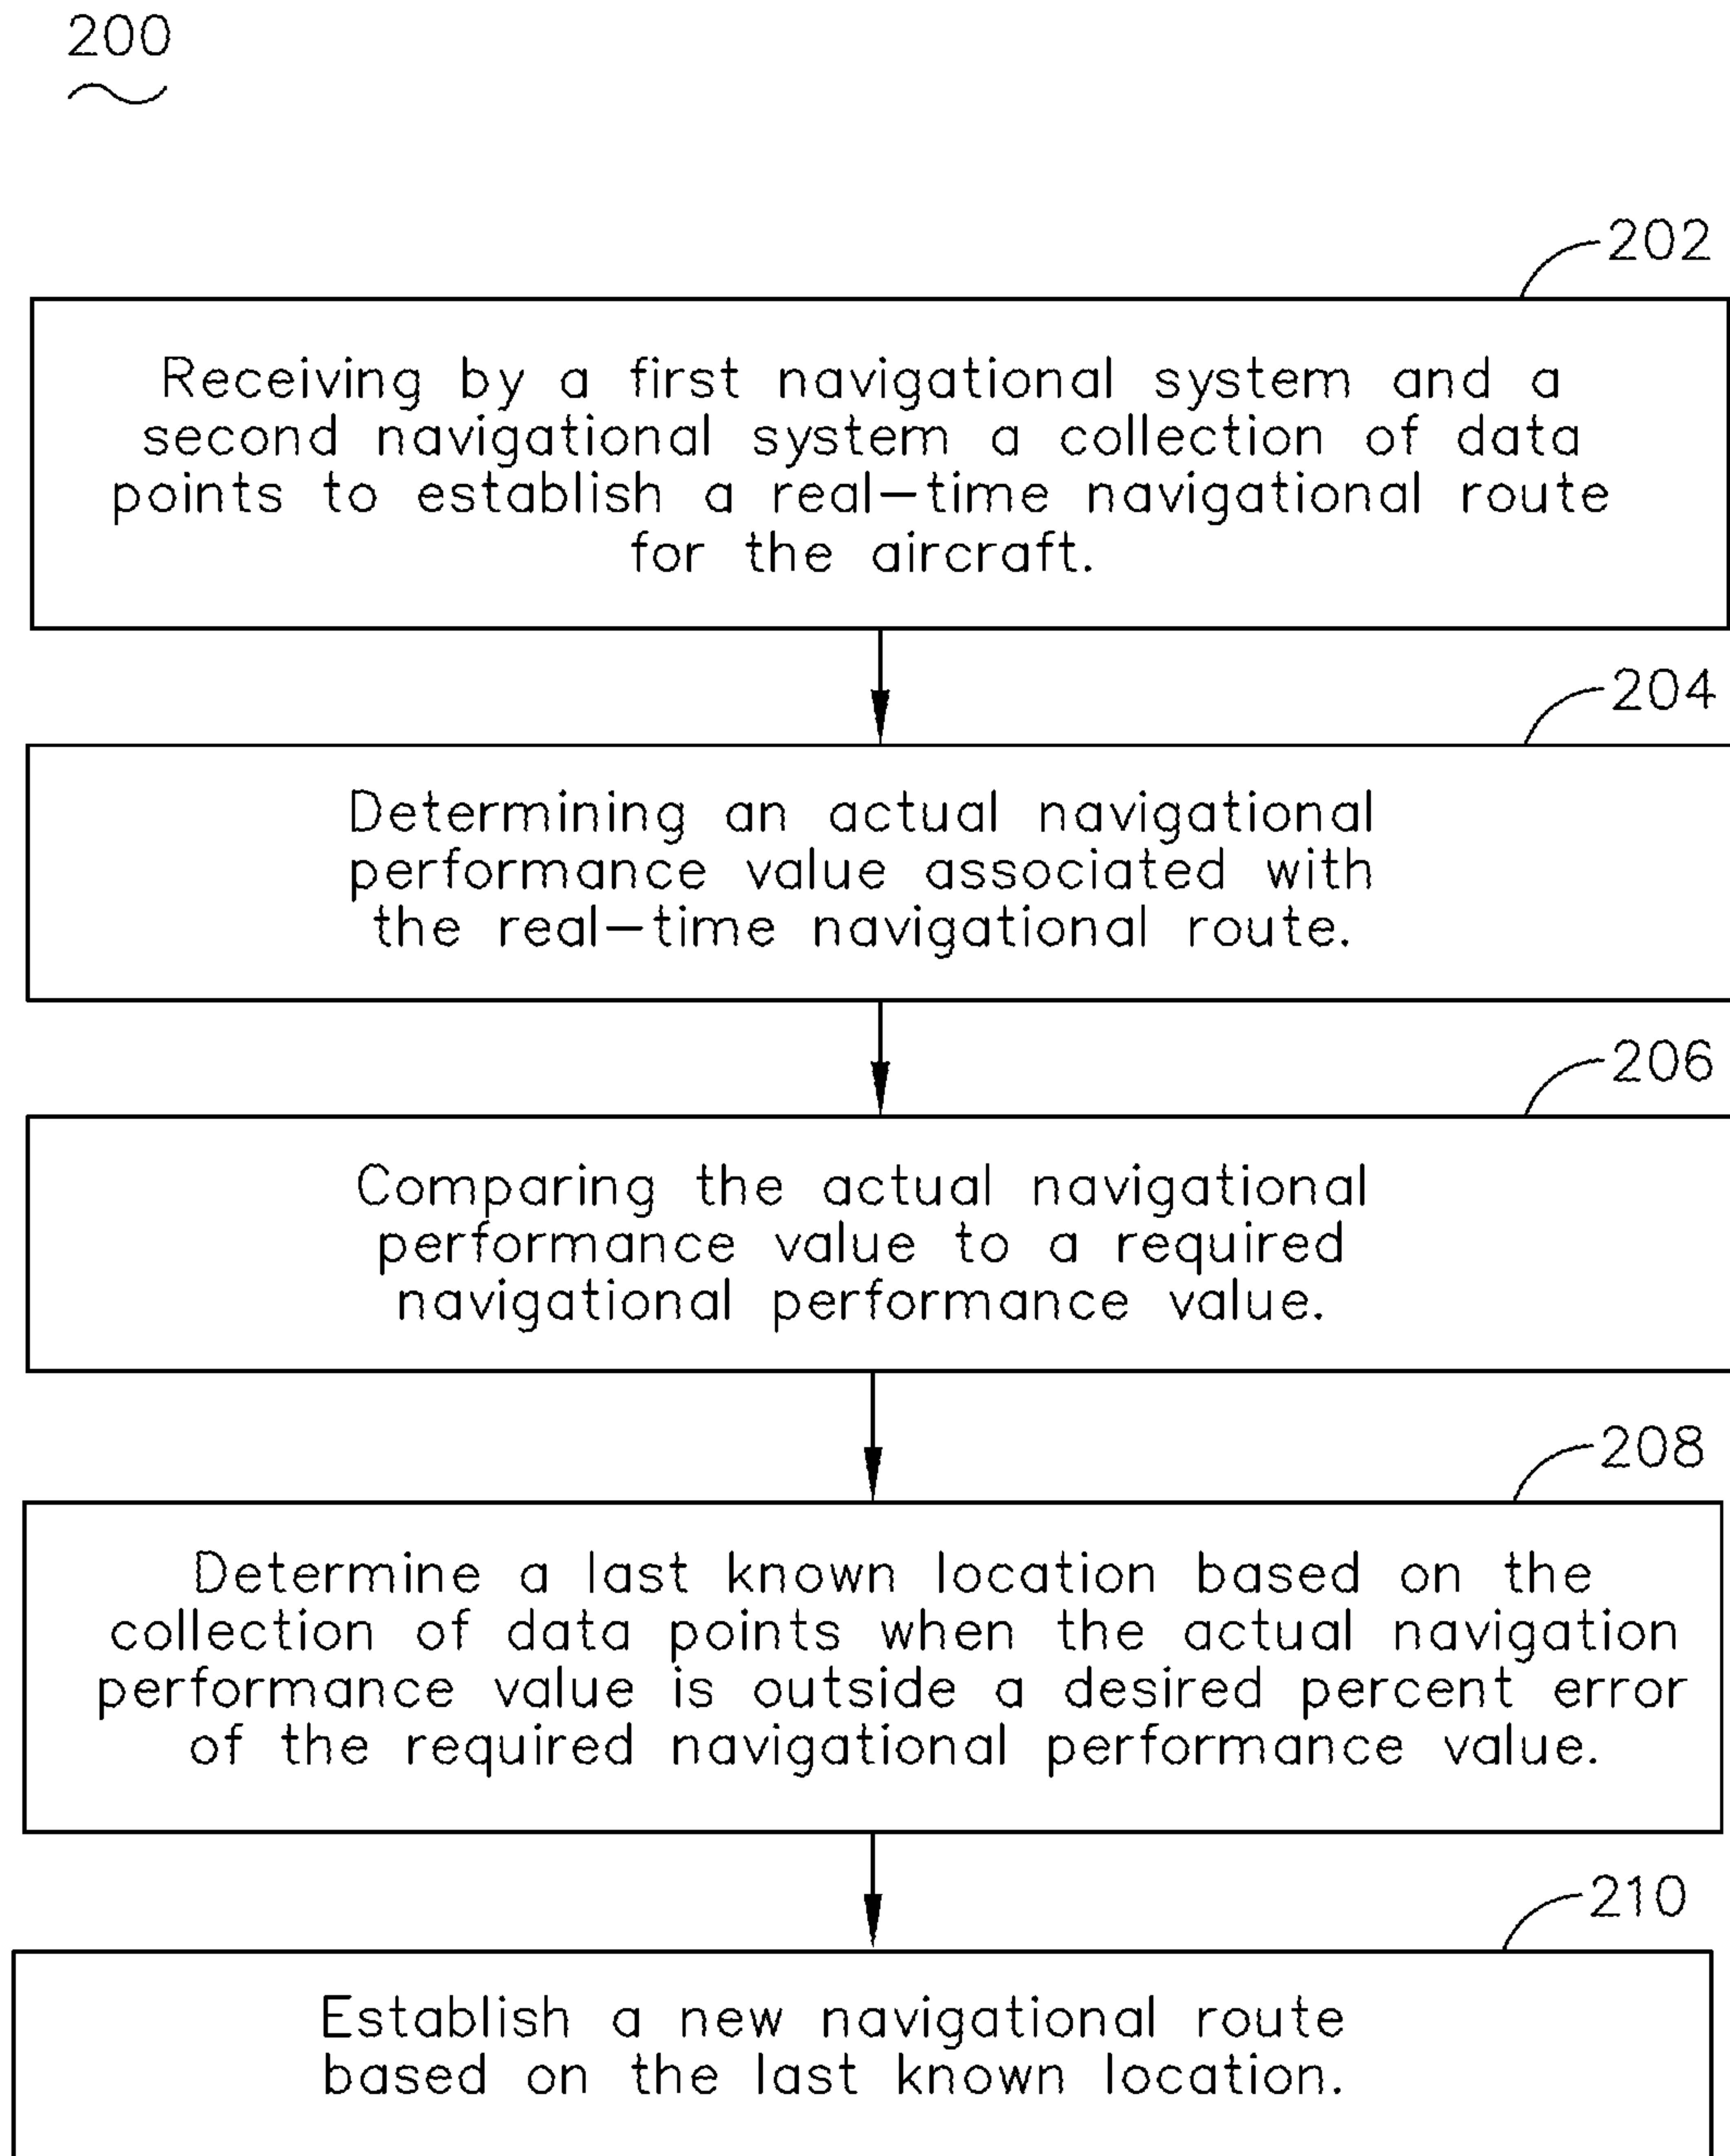 200
202
Receiving by a first navigational system and a
second navigational system a collection of data
points to establish a real-time navigational route
for the aircraft.
204
Determining an actual navigational
performance value associated with
the real-time navigational route.
206
Comparing the actual navigational
performance value to a required
navigational performance value.
208
Determine a last known location based on the
collection of data points when the actual navigation
performance value is outside a desired percent error
of the required navigational performance value.
210
Establish a new navigational route
based on the last known location.